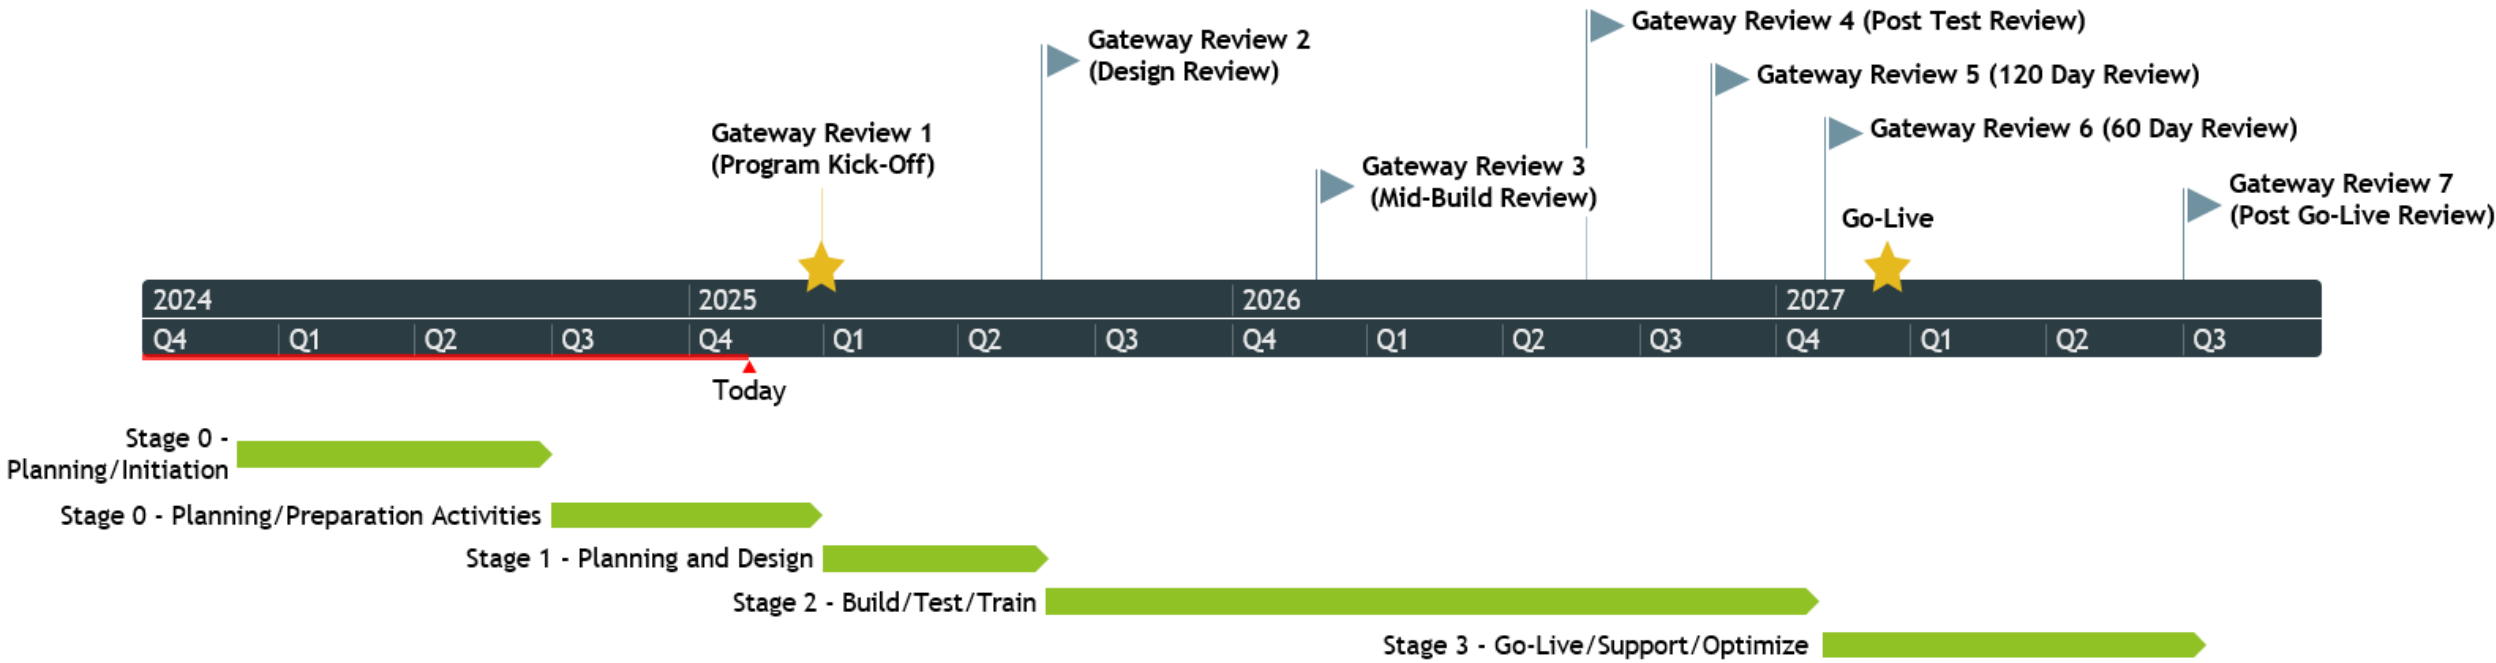 Gateway Review 4 (Post Test Review)
Gateway Review 2
(Design Review)
Gateway Review 5 (120 Day Review)
Gateway Review 1
(Program Kick-Off)
Gateway Review 6 (60 Day Review)
Gateway Review 3
(Mid-Build Review)
Gateway Review 7
(Post Go-Live Review)
Go-Live
2024 2025 2026 2027
Q4 Q1 Q2 Q3 Q4 Q1 Q2 Q3 Q4 Q1 Q2 Q3 Q4 Q1 Q2 Q3
Today
Stage 0 -
Planning/Initiation
Stage 0 - Planning/Preparation Activities
Stage 1 - Planning and Design
Stage 2 - Build/Test/Train
Stage 3 - Go-Live/Support/Optimize